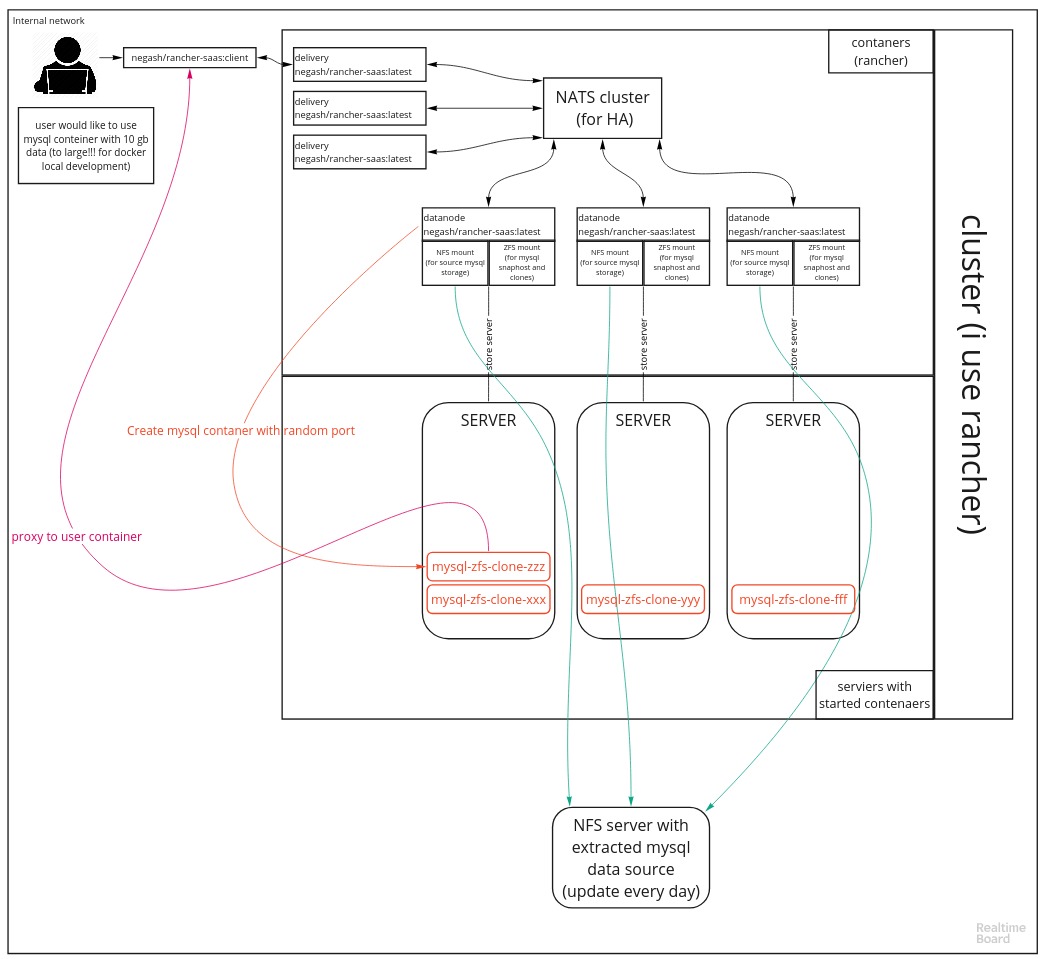 Internal network
negash/rancher-saas:client
user would like to use
mysql conteiner with 10 gb
data (to large!!! for docker
local development)
delivery
negash/rancher-saas:latest
delivery
negash/rancher-saas:latest
delivery
negash/rancher-saas:latest
NATS cluster
(for HA)
contaners
(rancher)
cluster (i use rancher)
datanode
negash/rancher-saas:latest
NFS mount
(for source mysql
storage)
ZFS mount
(for mysql
snaphost and
clones)
datanode
negash/rancher-saas:latest
NFS mount
(for source mysql
storage)
ZFS mount
(for mysql
snaphost and
clones)
datanode
negash/rancher-saas:latest
NFS mount
(for source mysql
storage)
ZFS mount
(for mysql
snaphost and
clones)
store server
store server
store server
Create mysql contaner with random port
proxy to user container
SERVER
mysql-zfs-clone-zzz
mysql-zfs-clone-xxx
SERVER
mysql-zfs-clone-yyy
SERVER
mysql-zfs-clone-fff
serviers with
started contenaers
NFS server with
extracted mysql
data source
(update every day)
Realtime
Board